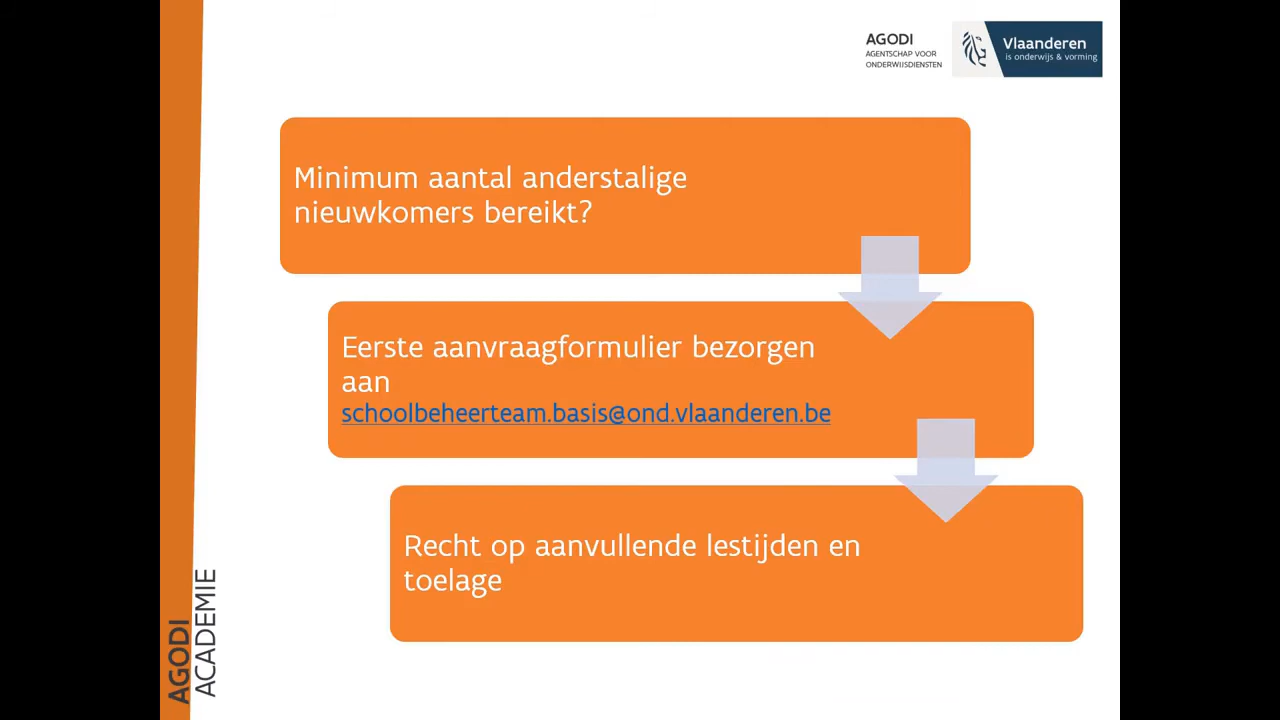 AGODI
AGENTSCHAP VOOR
ONDERWIJSDIENSTEN
Vlaanderen
is onderwijs & vorming
Minimum aantal anderstalige
nieuwkomers bereikt?
Eerste aanvraagformulier bezorgen
aan
schoolbeheerteam.basis@ond.vlaanderen.be
Recht op aanvullende lestijden en
toelage
AGODI
ACADEMIE